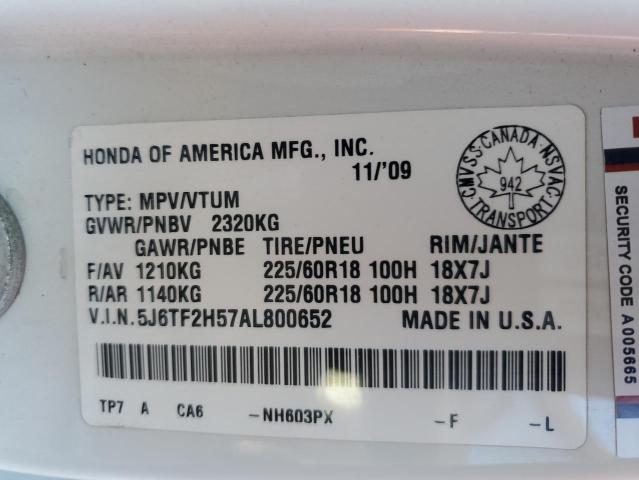 HONDA OF AMERICA MFG., INC.
11/'09
CMVSS·CANADA·NSVAC
942
TRANSPORT
TYPE: MPV/VTUM
GVWR/PNBV 2320KG
GAWR/PNBE TIRE/PNEU RIM/JANTE
F/AV 1210KG 225/60R18 100H 18X7J
R/AR 1140KG 225/60R18 100H 18X7J
V.I.N. 5J6TF2H57AL800652 MADE IN U.S.A.
TP7 A CA6 -NH603PX -F -L
SECURITY CODE A 005665